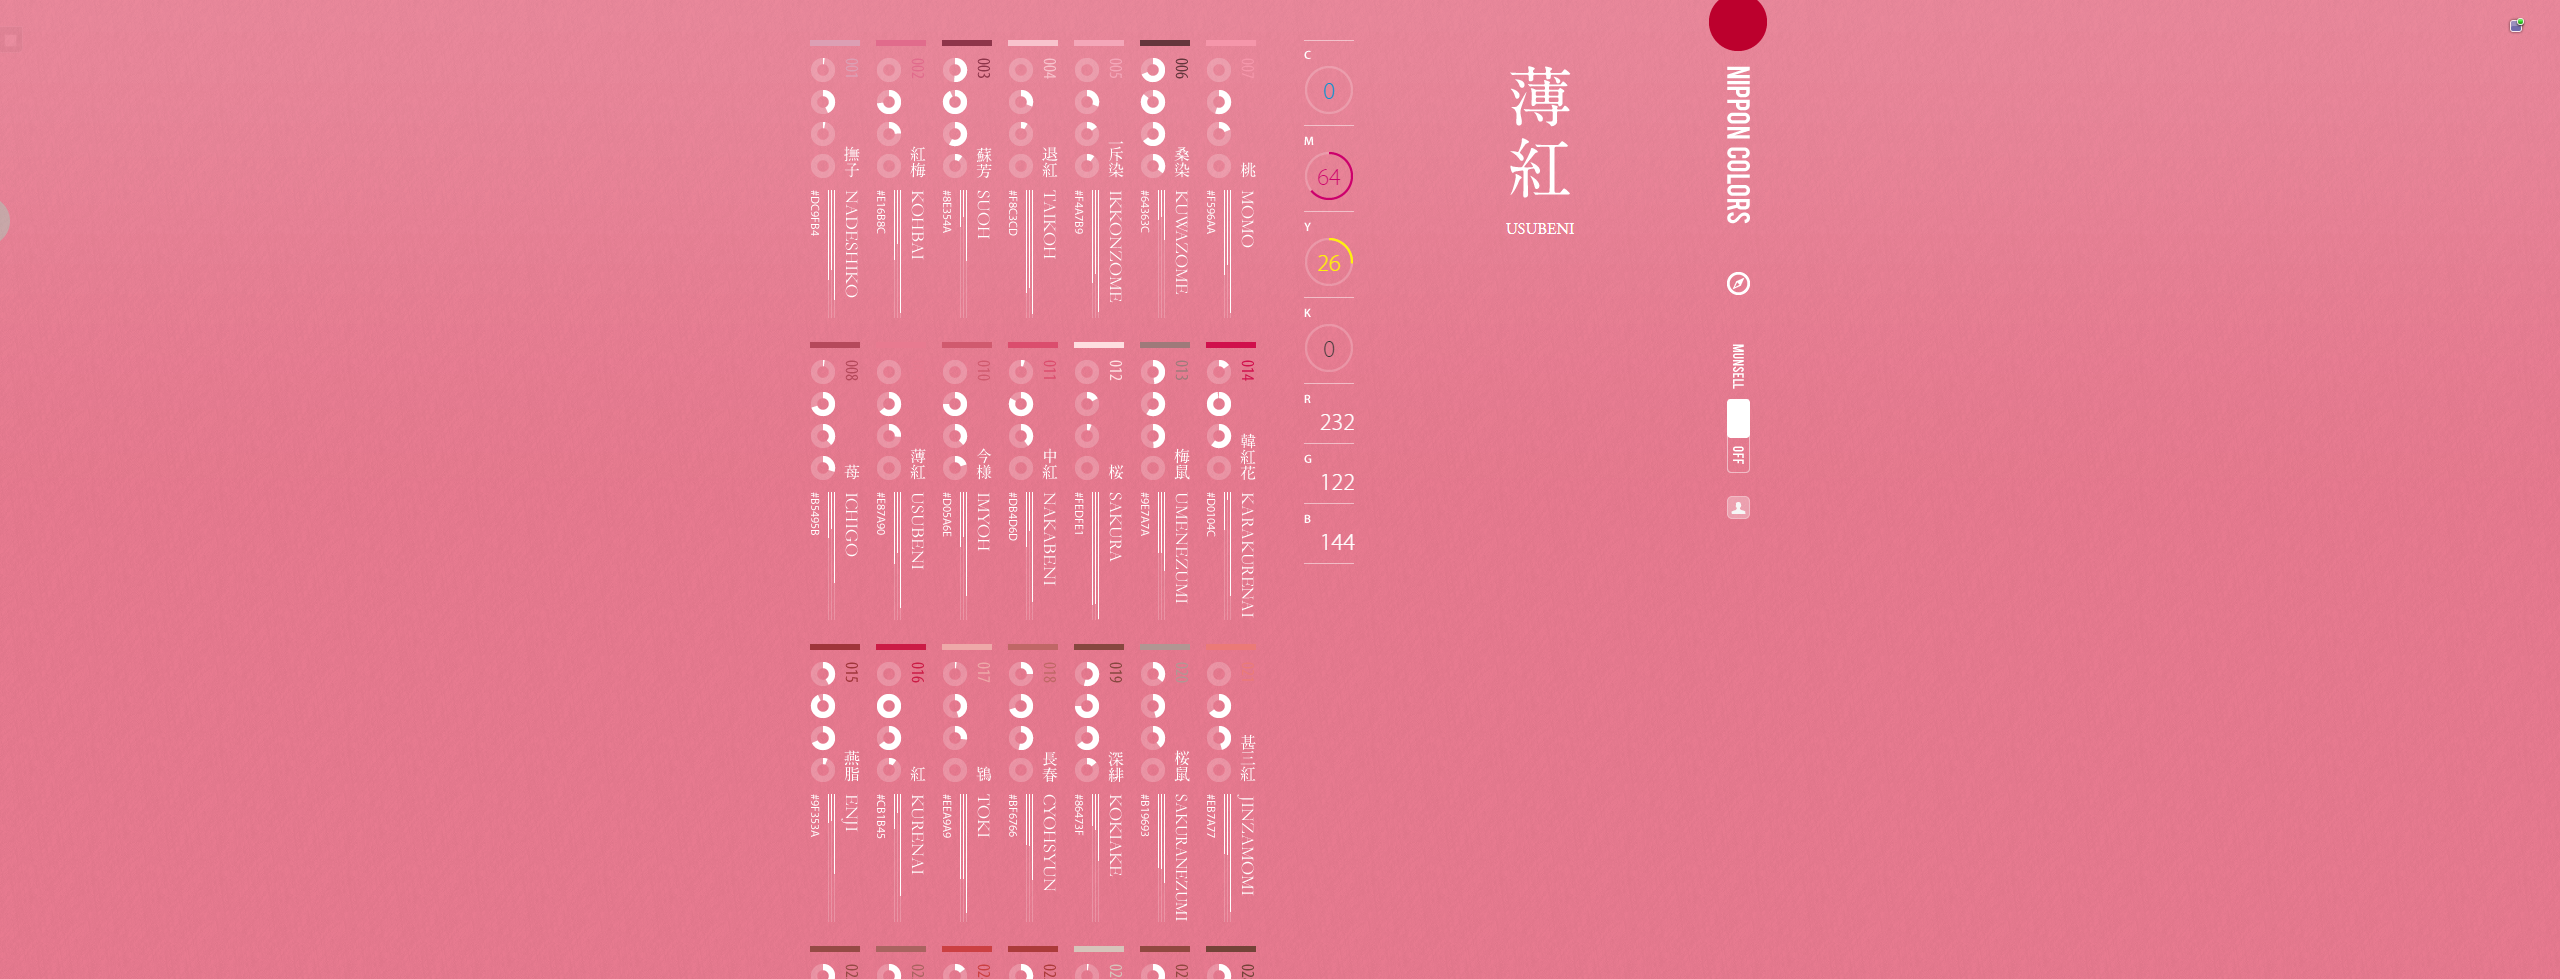 001
撫子
NADESHIKO
#DC9FB4
002
紅梅
KOHBAI
#E16B8C
003
蘇芳
SUOH
#8E354A
004
退紅
TAIKOH
#F8C3CD
005
一斥染
IKKONZOME
#F4A7B9
006
桑染
KUWAZOME
#64363C
007
桃
MOMO
#F596AA
008
苺
ICHIGO
#B5495B
薄紅
USUBENI
#E87A90
010
今様
IMYOH
#D05A6E
011
中紅
NAKABENI
#DB4D6D
012
桜
SAKURA
#FEDFE1
013
梅鼠
UMENEZUMI
#9E7A7A
014
韓紅花
KARAKURENAI
#D0104C
015
燕脂
ENJI
#9F353A
016
紅
KURENAI
#CB1B45
017
鴇
TOKI
#EEA9A9
018
長春
CYOHSYUN
#BF6766
019
深緋
KOKIAKE
#86473F
桜鼠
SAKURANEZUMI
#B19693
甚三紅
JINZAMOMI
#EB7A77
C
0
M
64
Y
26
K
0
R
232
G
122
B
144
薄紅
USUBENI
NIPPON COLORS
MUNSELL
OFF